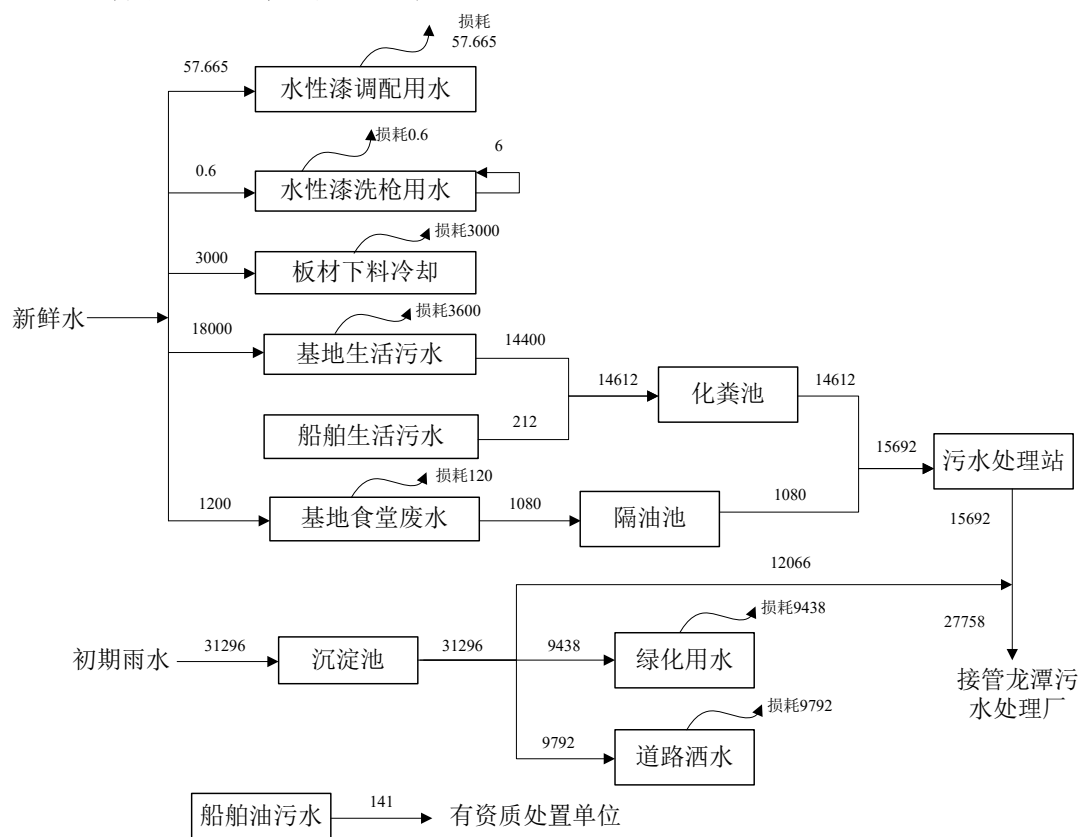 损耗
57.665
57.665
水性漆调配用水
损耗0.6
6
0.6
水性漆洗枪用水
损耗3000
3000
板材下料冷却
新鲜水
损耗3600
18000
基地生活污水
14400
14612
化粪池
14612
船舶生活污水
212
15692
污水处理站
损耗120
1200
基地食堂废水
1080
隔油池
1080
15692
12066
损耗9438
27758
初期雨水
31296
沉淀池
31296
9438
绿化用水
接管龙潭污
水处理厂
损耗9792
9792
道路洒水
船舶油污水
141
有资质处置单位